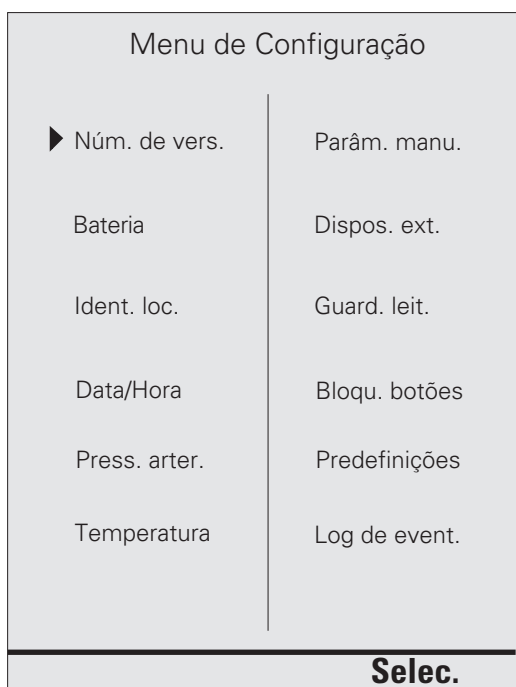 Menu de Configuração
Núm. de vers.
Bateria
Ident. loc.
Data/Hora
Press. arter.
Temperatura
Parâm. manu.
Dispos. ext.
Guard. leit.
Bloqu. botões
Predefinições
Log de event.
Selec.